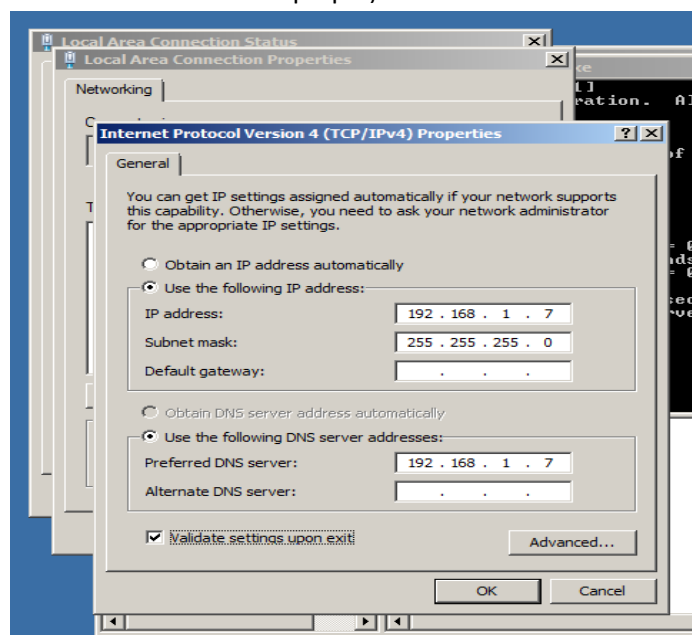 Local Area Connection Status
Local Area Connection Properties
Networking
Internet Protocol Version 4 (TCP/IPv4) Properties
General
You can get IP settings assigned automatically if your network supports
this capability. Otherwise, you need to ask your network administrator
for the appropriate IP settings.
Obtain an IP address automatically
Use the following IP address:
IP address: 192 . 168 . 1 . 7
Subnet mask: 255 . 255 . 255 . 0
Default gateway: . . .
Obtain DNS server address automatically
Use the following DNS server addresses:
Preferred DNS server: 192 . 168 . 1 . 7
Alternate DNS server: . . .
Validate settings upon exit
Advanced...
OK Cancel